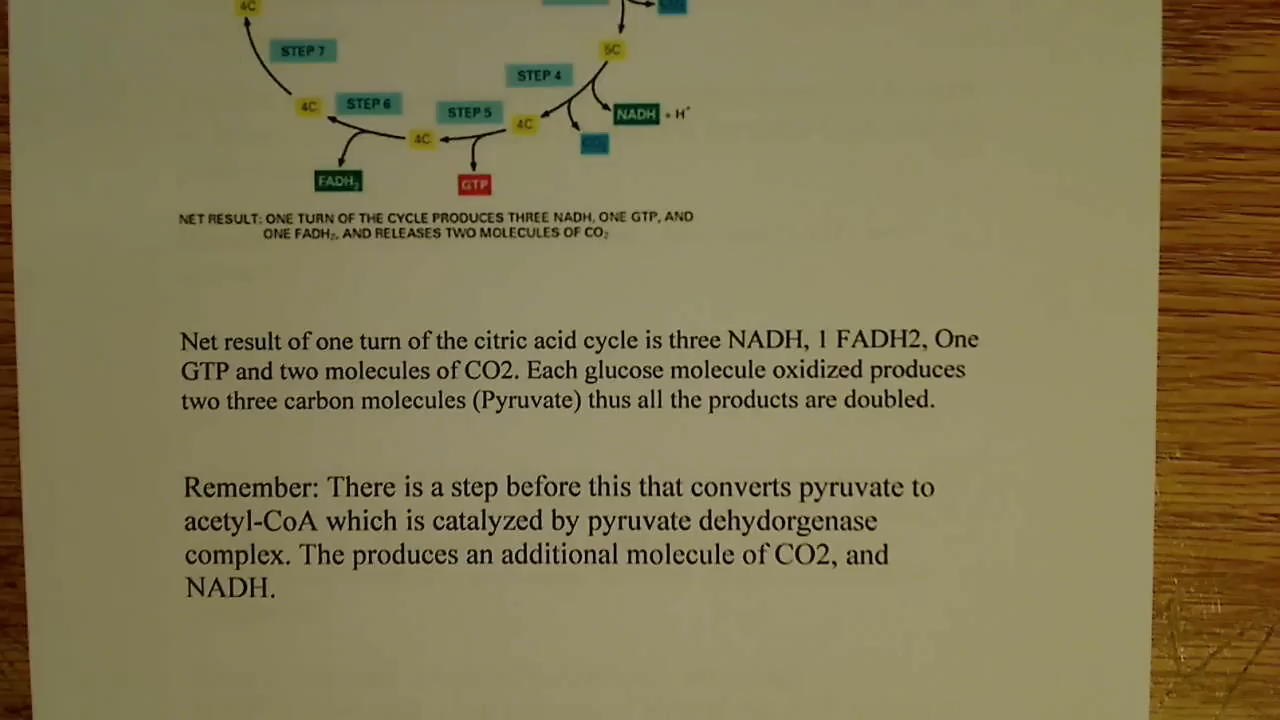 4C
STEP 7
5C
STEP 4
4C
STEP 6
STEP 5
NADH + H+
4C
4C
CO2
FADH2
GTP
NET RESULT: ONE TURN OF THE CYCLE PRODUCES THREE NADH, ONE GTP, AND
ONE FADH2, AND RELEASES TWO MOLECULES OF CO2
Net result of one turn of the citric acid cycle is three NADH, 1 FADH2, One
GTP and two molecules of CO2. Each glucose molecule oxidized produces
two three carbon molecules (Pyruvate) thus all the products are doubled.
Remember: There is a step before this that converts pyruvate to
acetyl-CoA which is catalyzed by pyruvate dehydorgenase
complex. The produces an additional molecule of CO2, and
NADH.